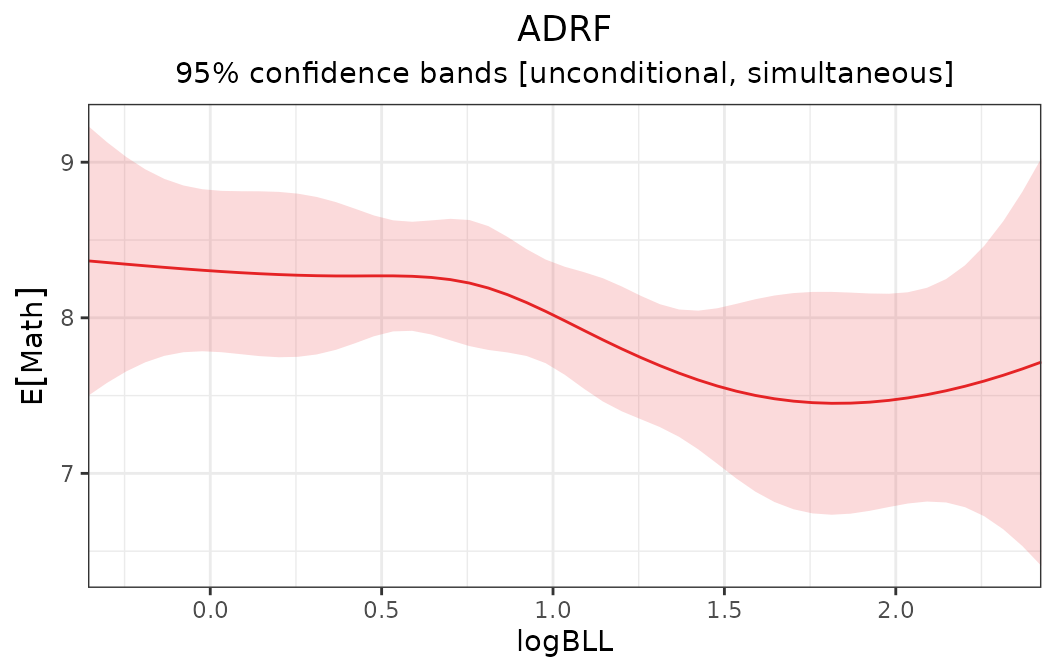 ADRF
95% confidence bands [unconditional, simultaneous]
E[Math]
9
8
7
0.0 0.5 1.0 1.5 2.0
logBLL